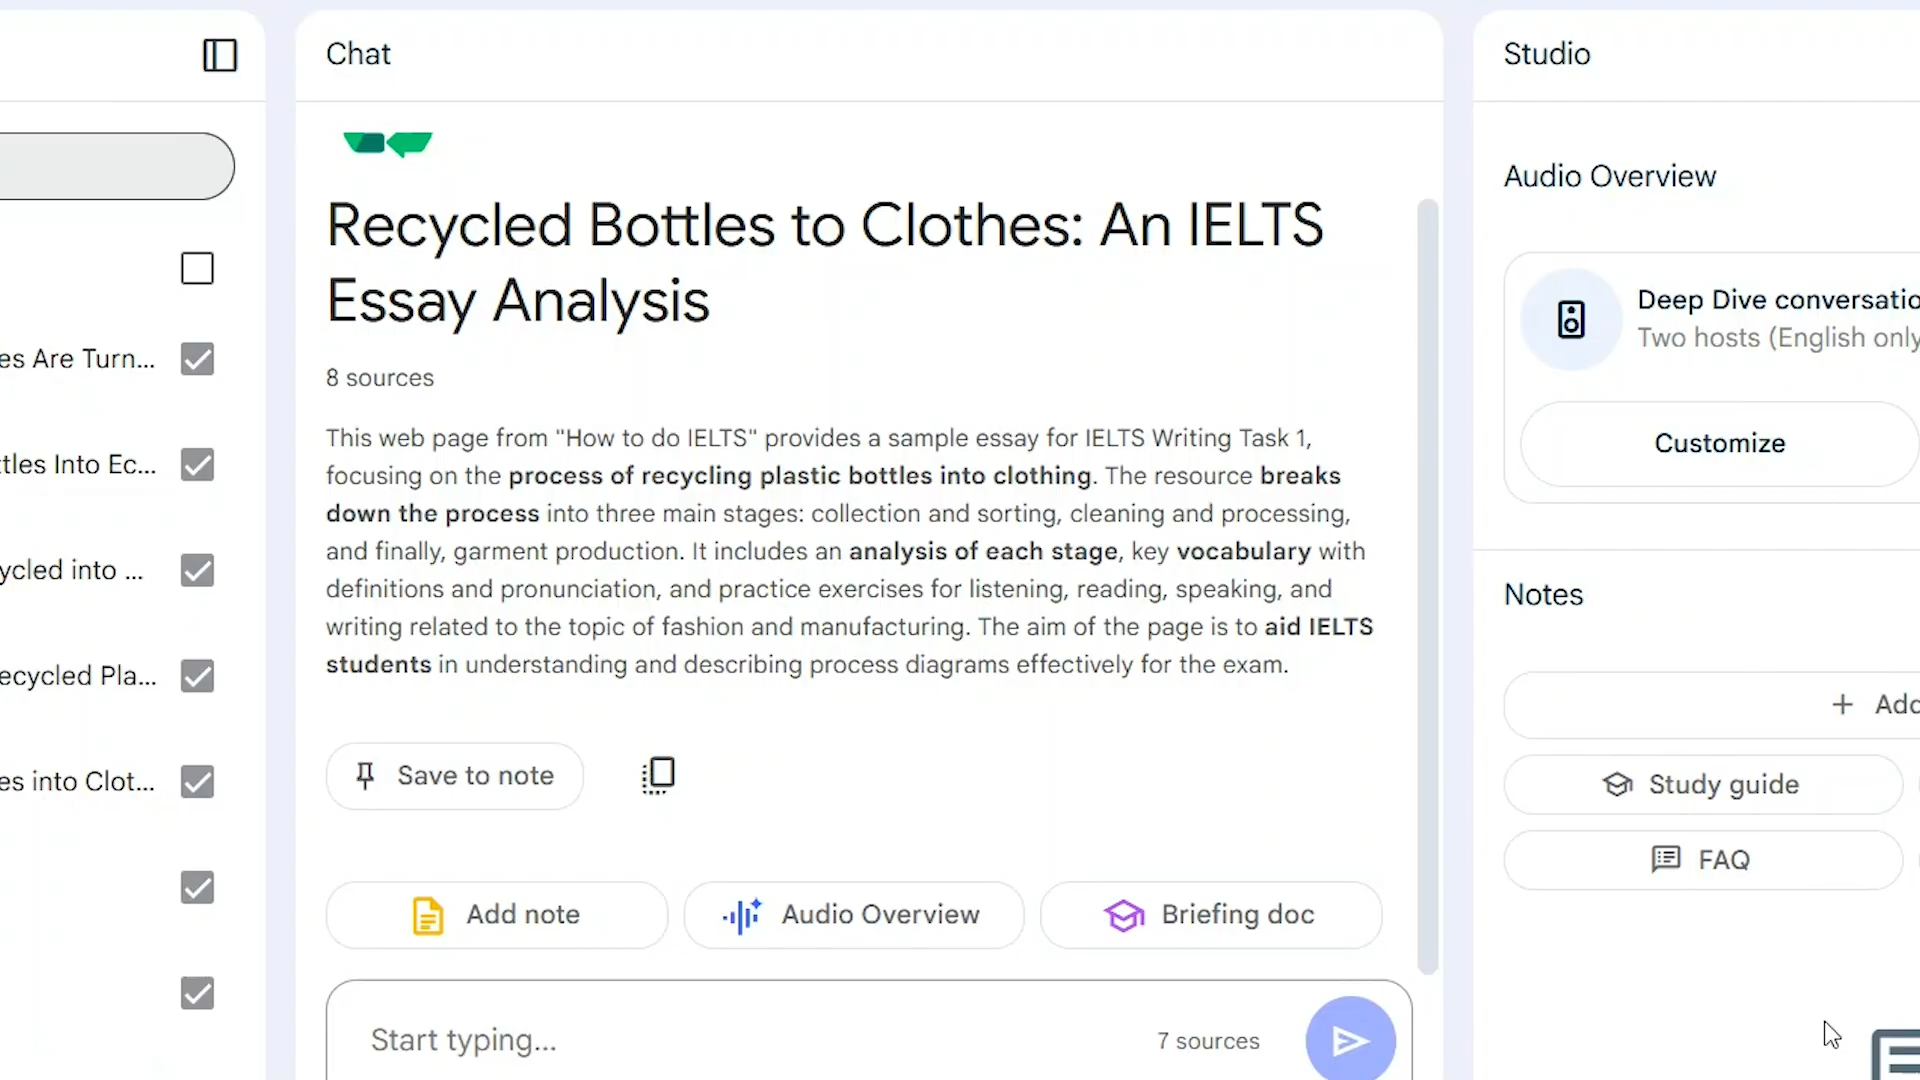 Chat
Studio
Audio Overview
Recycled Bottles to Clothes: An IELTS
Essay Analysis
8 sources
This web page from "How to do IELTS" provides a sample essay for IELTS Writing Task 1,
focusing on the process of recycling plastic bottles into clothing. The resource breaks
down the process into three main stages: collection and sorting, cleaning and processing,
and finally, garment production. It includes an analysis of each stage, key vocabulary with
definitions and pronunciation, and practice exercises for listening, reading, speaking, and
writing related to the topic of fashion and manufacturing. The aim of the page is to aid IELTS
students in understanding and describing process diagrams effectively for the exam.
Save to note
Add note
Audio Overview
Briefing doc
Start typing...
7 sources
es Are Turn...
tles Into Ec...
ycled into ...
ecycled Pla...
es into Clot...
Deep Dive conversatio
Two hosts (English only
Customize
Notes
+ Add
Study guide
FAQ